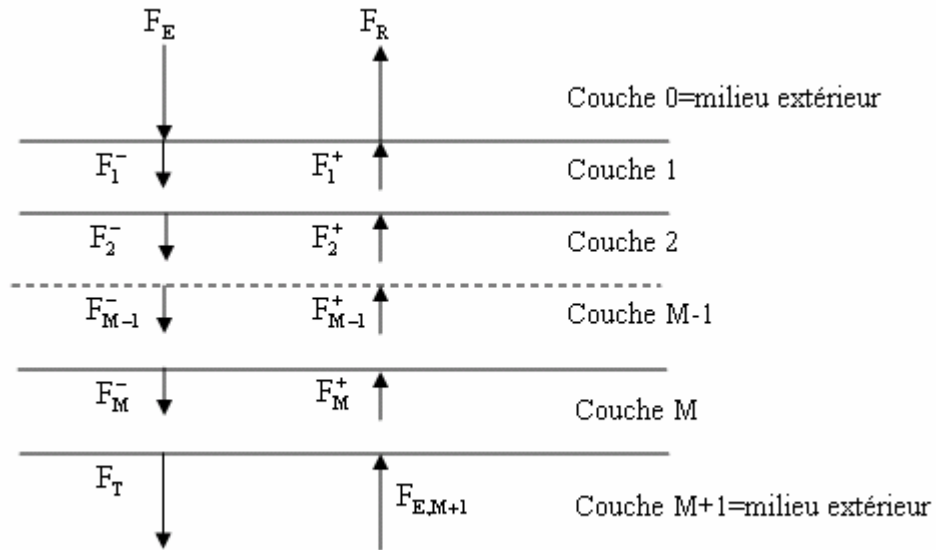 F_E F_R
Couche 0=milieu extérieur
F_1^- F_1^+ Couche 1
F_2^- F_2^+ Couche 2
F_{M-1}^- F_{M-1}^+ Couche M-1
F_M^- F_M^+ Couche M
F_T F_{E,M+1} Couche M+1=milieu extérieur